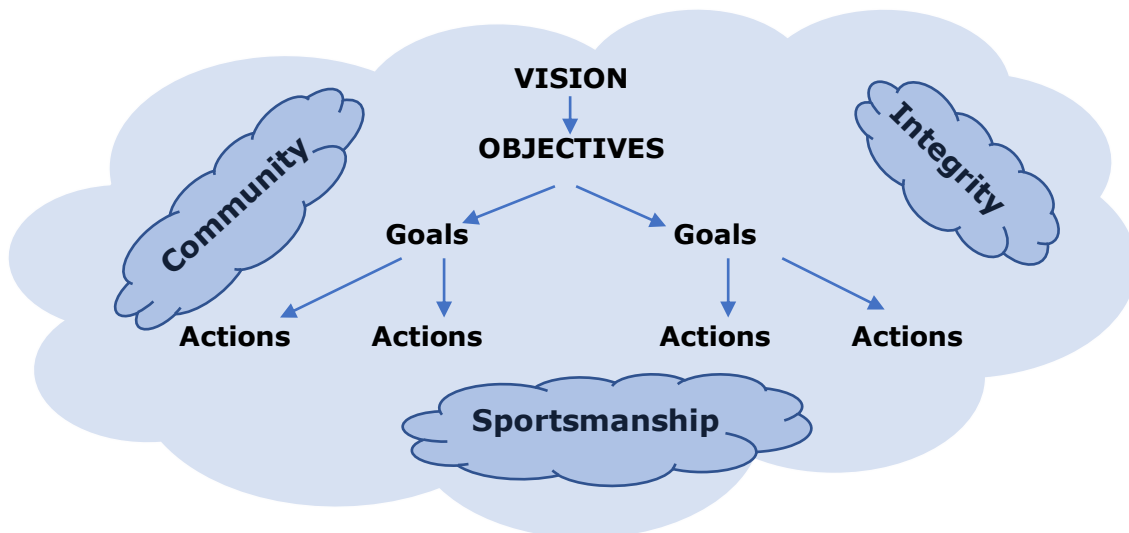 VISION
OBJECTIVES
Community
Integrity
Goals
Goals
Actions
Actions
Actions
Actions
Sportsmanship